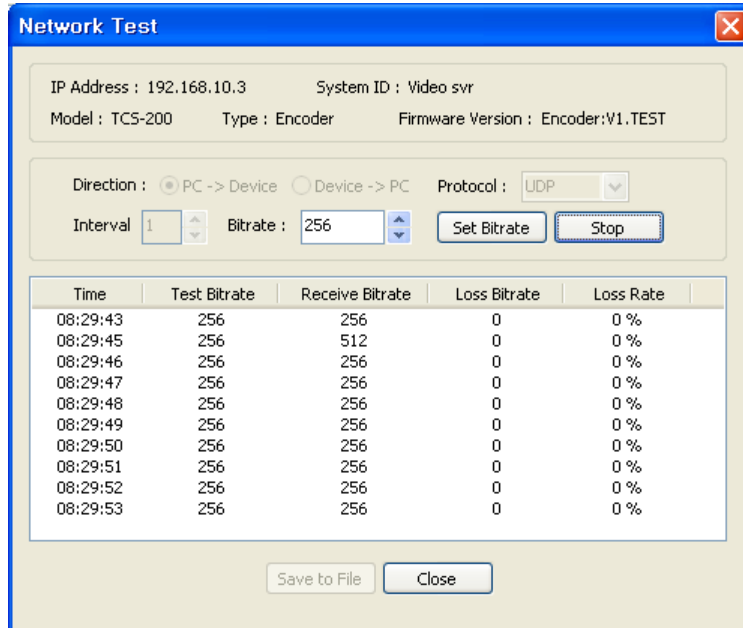 Network Test
IP Address : 192.168.10.3 System ID : Video svr
Model : TCS-200 Type : Encoder Firmware Version : Encoder:V1.TEST
Direction : PC -> Device Device -> PC Protocol : UDP
Interval 1 Bitrate : 256 Set Bitrate Stop
Time Test Bitrate Receive Bitrate Loss Bitrate Loss Rate
08:29:43 256 256 0 0 %
08:29:45 256 512 0 0 %
08:29:46 256 256 0 0 %
08:29:47 256 256 0 0 %
08:29:48 256 256 0 0 %
08:29:49 256 256 0 0 %
08:29:50 256 256 0 0 %
08:29:51 256 256 0 0 %
08:29:52 256 256 0 0 %
08:29:53 256 256 0 0 %
Save to File Close